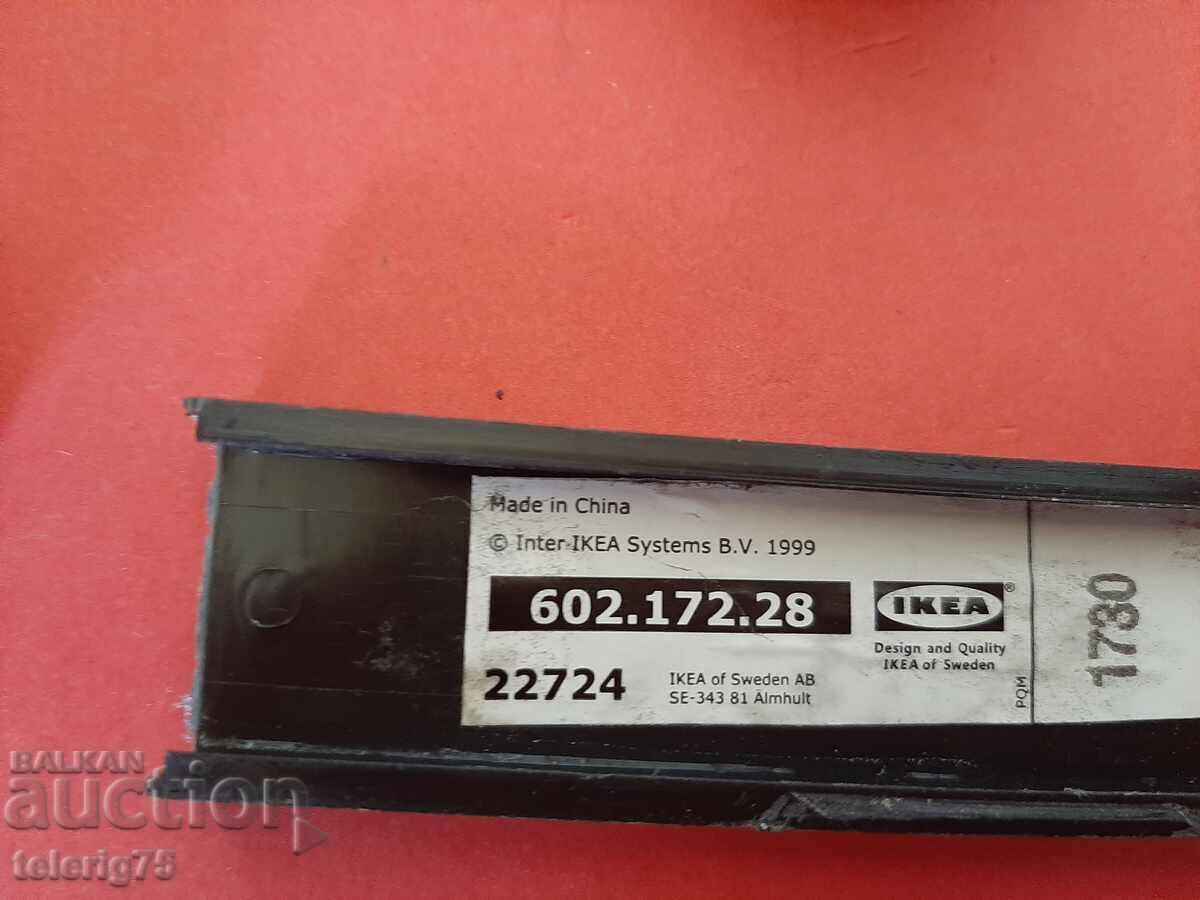 Made in China
© Inter IKEA Systems B.V. 1999
602.172.28
IKEA®
Design and Quality
IKEA of Sweden
22724
IKEA of Sweden AB
SE-343 81 Älmhult
PQM
1730
BALKAN
auction
telerig75